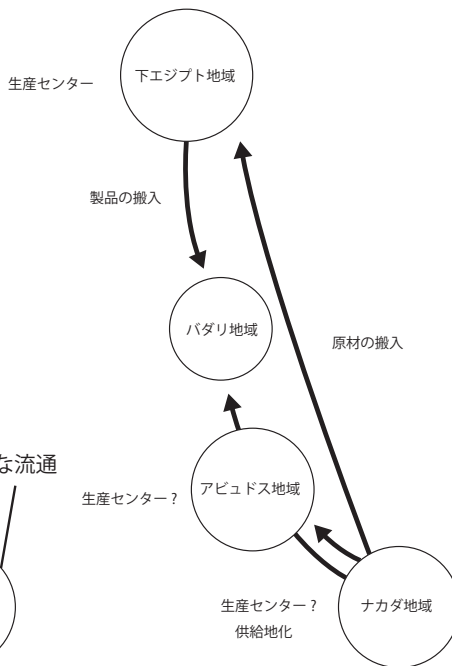 生産センター
下エジプト地域
製品の搬入
バダリ地域
原材の搬入
な流通
アビュドス地域
生産センター?
生産センター?
供給地化
ナカダ地域